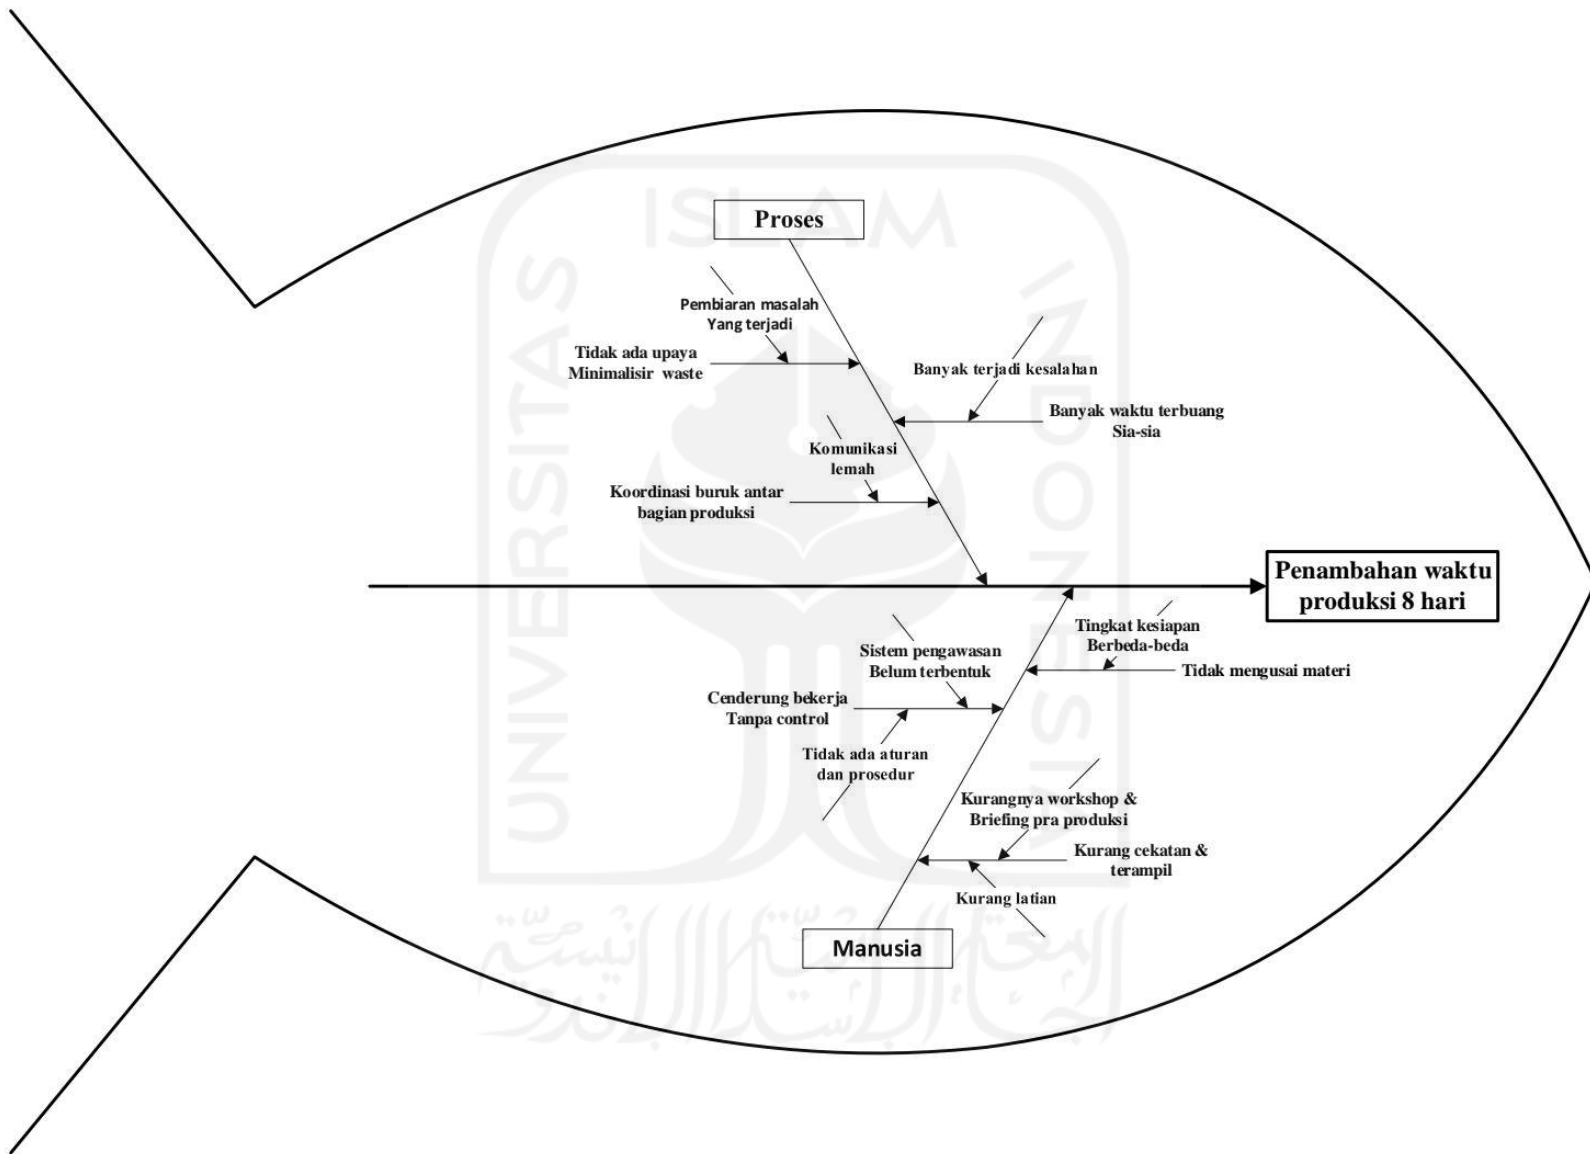 ISLAM
UNIVERSITAS
INDONESIA
Proses
Pembiaran masalah
Yang terjadi
Tidak ada upaya
Minimalisir waste
Banyak terjadi kesalahan
Banyak waktu terbuang
Sia-sia
Komunikasi
lemah
Koordinasi buruk antar
bagian produksi
Penambahan waktu
produksi 8 hari
Tingkat kesiapan
Berbeda-beda
Tidak mengusai materi
Sistem pengawasan
Belum terbentuk
Cenderung bekerja
Tanpa control
Tidak ada aturan
dan prosedur
Kurangnya workshop &
Briefing pra produksi
Kurang cekatan &
terampil
Kurang latian
Manusia